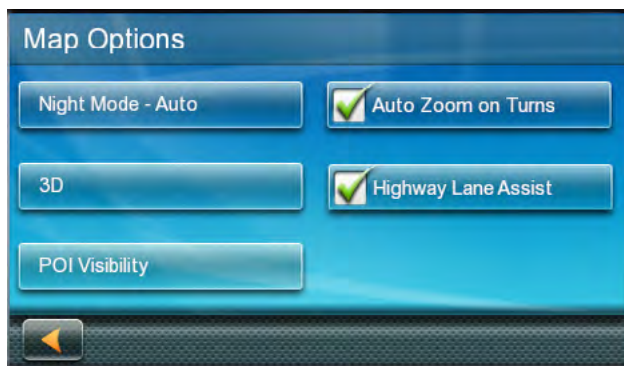 Map Options
Night Mode - Auto
Auto Zoom on Turns
3D
Highway Lane Assist
POI Visibility